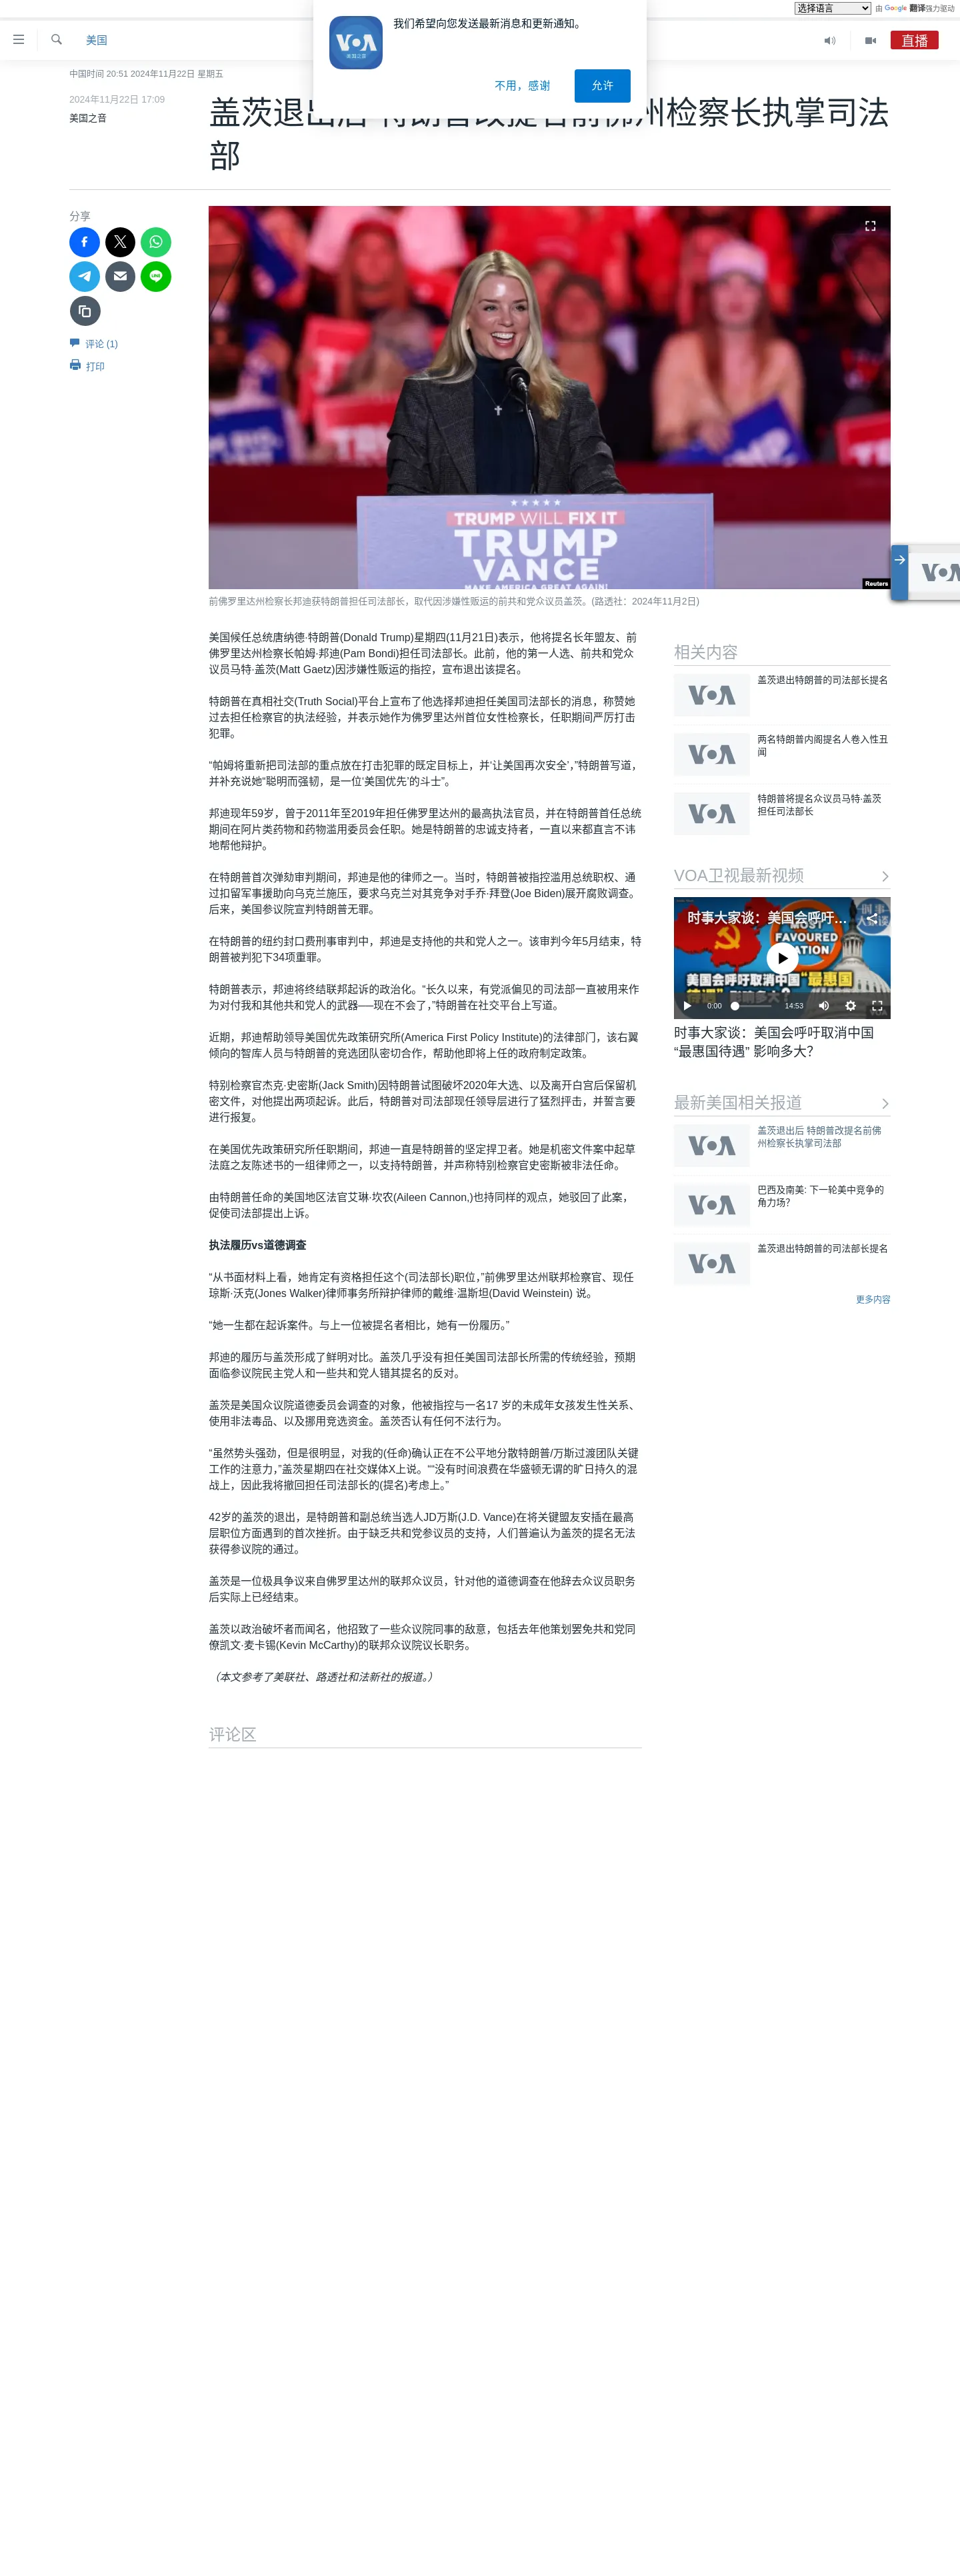 选择语言
由 Google 翻译强力驱动
我们希望向您发送最新消息和更新通知。
VOA
美国之音
不用，感谢
允许
美国
直播
中国时间 20:51 2024年11月22日 星期五
2024年11月22日 17:09
美国之音
州检察长执掌司法
部
分享
评论 (1)
打印
TRUMP WILL FIX IT
TRUMP
VANCE
MAKE AMERICA GREAT AGAIN!
Reuters
前佛罗里达州检察长邦迪获特朗普担任司法部长，取代因涉嫌性贩运的前共和党众议员盖茨。(路透社：2024年11月2日)
美国候任总统唐纳德·特朗普(Donald Trump)星期四(11月21日)表示，他将提名长年盟友、前
佛罗里达州检察长帕姆·邦迪(Pam Bondi)担任司法部长。此前，他的第一人选、前共和党众
议员马特·盖茨(Matt Gaetz)因涉嫌性贩运的指控，宣布退出该提名。
特朗普在真相社交(Truth Social)平台上宣布了他选择邦迪担任美国司法部长的消息，称赞她
过去担任检察官的执法经验，并表示她作为佛罗里达州首位女性检察长，任职期间严厉打击
犯罪。
“帕姆将重新把司法部的重点放在打击犯罪的既定目标上，并‘让美国再次安全’，”特朗普写道，
并补充说她“聪明而强韧，是一位‘美国优先’的斗士”。
邦迪现年59岁，曾于2011年至2019年担任佛罗里达州的最高执法官员，并在特朗普首任总统
期间在阿片类药物和药物滥用委员会任职。她是特朗普的忠诚支持者，一直以来都直言不讳
地帮他辩护。
在特朗普首次弹劾审判期间，邦迪是他的律师之一。当时，特朗普被指控滥用总统职权、通
过扣留军事援助向乌克兰施压，要求乌克兰对其竞争对手乔·拜登(Joe Biden)展开腐败调查。
后来，美国参议院宣判特朗普无罪。
在特朗普的纽约封口费刑事审判中，邦迪是支持他的共和党人之一。该审判今年5月结束，特
朗普被判犯下34项重罪。
特朗普表示，邦迪将终结联邦起诉的政治化。“长久以来，有党派偏见的司法部一直被用来作
为对付我和其他共和党人的武器──现在不会了，”特朗普在社交平台上写道。
近期，邦迪帮助领导美国优先政策研究所(America First Policy Institute)的法律部门，该右翼
倾向的智库人员与特朗普的竞选团队密切合作，帮助他即将上任的政府制定政策。
特别检察官杰克·史密斯(Jack Smith)因特朗普试图破坏2020年大选、以及离开白宫后保留机
密文件，对他提出两项起诉。此后，特朗普对司法部现任领导层进行了猛烈抨击，并誓言要
进行报复。
在美国优先政策研究所任职期间，邦迪一直是特朗普的坚定捍卫者。她是机密文件案中起草
法庭之友陈述书的一组律师之一，以支持特朗普，并声称特别检察官史密斯被非法任命。
由特朗普任命的美国地区法官艾琳·坎农(Aileen Cannon,)也持同样的观点，她驳回了此案，
促使司法部提出上诉。
执法履历vs道德调查
“从书面材料上看，她肯定有资格担任这个(司法部长)职位，”前佛罗里达州联邦检察官、现任
琼斯·沃克(Jones Walker)律师事务所辩护律师的戴维·温斯坦(David Weinstein) 说。
“她一生都在起诉案件。与上一位被提名者相比，她有一份履历。”
邦迪的履历与盖茨形成了鲜明对比。盖茨几乎没有担任美国司法部长所需的传统经验，预期
面临参议院民主党人和一些共和党人错其提名的反对。
盖茨是美国众议院道德委员会调查的对象，他被指控与一名17 岁的未成年女孩发生性关系、
使用非法毒品、以及挪用竞选资金。盖茨否认有任何不法行为。
“虽然势头强劲，但是很明显，对我的(任命)确认正在不公平地分散特朗普/万斯过渡团队关键
工作的注意力，”盖茨星期四在社交媒体X上说。““没有时间浪费在华盛顿无谓的旷日持久的混
战上，因此我将撤回担任司法部长的(提名)考虑上。”
42岁的盖茨的退出，是特朗普和副总统当选人JD万斯(J.D. Vance)在将关键盟友安插在最高
层职位方面遇到的首次挫折。由于缺乏共和党参议员的支持，人们普遍认为盖茨的提名无法
获得参议院的通过。
盖茨是一位极具争议来自佛罗里达州的联邦众议员，针对他的道德调查在他辞去众议员职务
后实际上已经结束。
盖茨以政治破坏者而闻名，他招致了一些众议院同事的敌意，包括去年他策划罢免共和党同
僚凯文·麦卡锡(Kevin McCarthy)的联邦众议院议长职务。
（本文参考了美联社、路透社和法新社的报道。）
评论区
相关内容
VOA
盖茨退出特朗普的司法部长提名
VOA
两名特朗普内阁提名人卷入性丑
闻
VOA
特朗普将提名众议员马特·盖茨
担任司法部长
VOA卫视最新视频
时事大家谈：美国会呼吁…
MOST
FAVOURED
NATION
美国会呼吁取消中国“最惠国
待遇” 影响多大?
0:00
14:53
时事大家谈：美国会呼吁取消中国
“最惠国待遇” 影响多大?
最新美国相关报道
VOA
盖茨退出后 特朗普改提名前佛
州检察长执掌司法部
VOA
巴西及南美: 下一轮美中竞争的
角力场?
VOA
盖茨退出特朗普的司法部长提名
更多内容